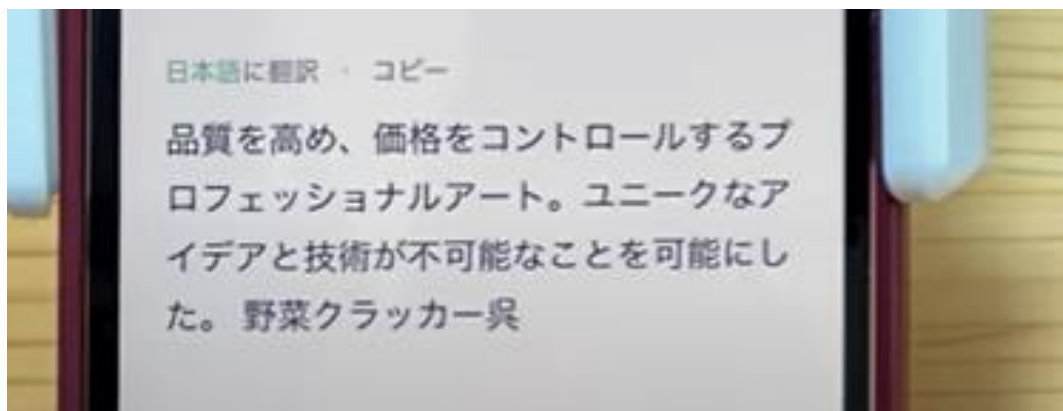 日本語に翻訳 · コピー
品質を高め、価格をコントロールするプ
ロフェッショナルアート。ユニークなア
イデアと技術が不可能なことを可能にし
た。 野菜クラッカー呉